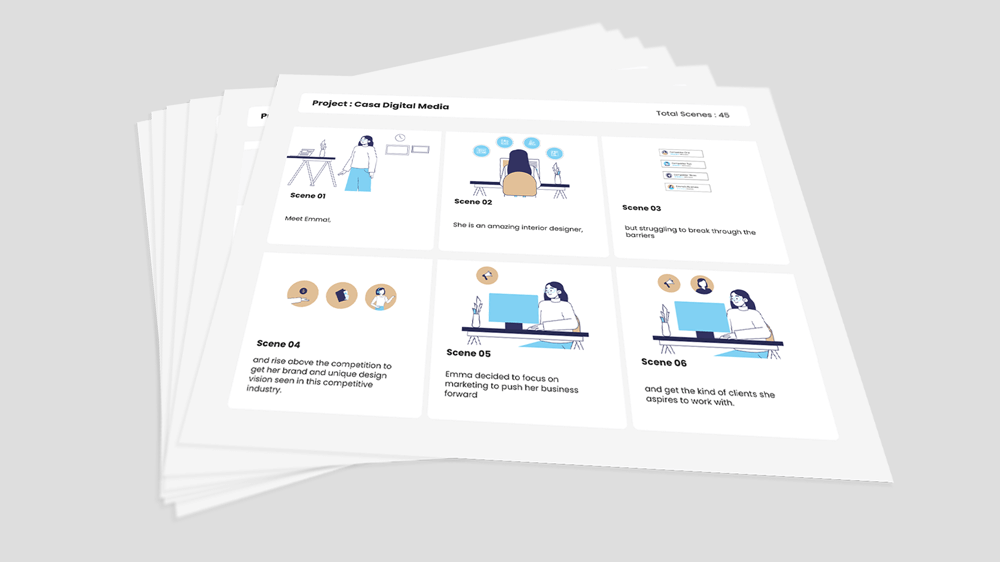 Project : Casa Digital Media
Total Scenes : 45
Scene 01
Meet Emma!,
Scene 02
She is an amazing interior designer,
Scene 03
but struggling to break through the
barriers
Scene 04
and rise above the competition to
get her brand and unique design
vision seen in this competitive
industry.
Scene 05
Emma decided to focus on
marketing to push her business
forward
Scene 06
and get the kind of clients she
aspires to work with.